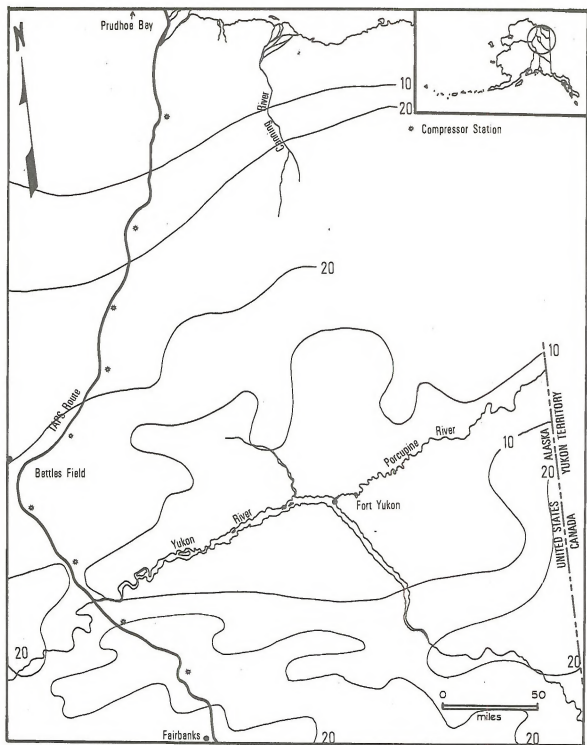 Prudhoe Bay
N
10
20
Canning River
Compressor Station
20
TAPS Route
10
Porcupine River
10
ALASKA
YUKON TERRITORY
20
Battles Field
Fort Yukon
Yukon River
UNITED STATES
CANADA
20
20
0 50
miles
Fairbanks
20
20